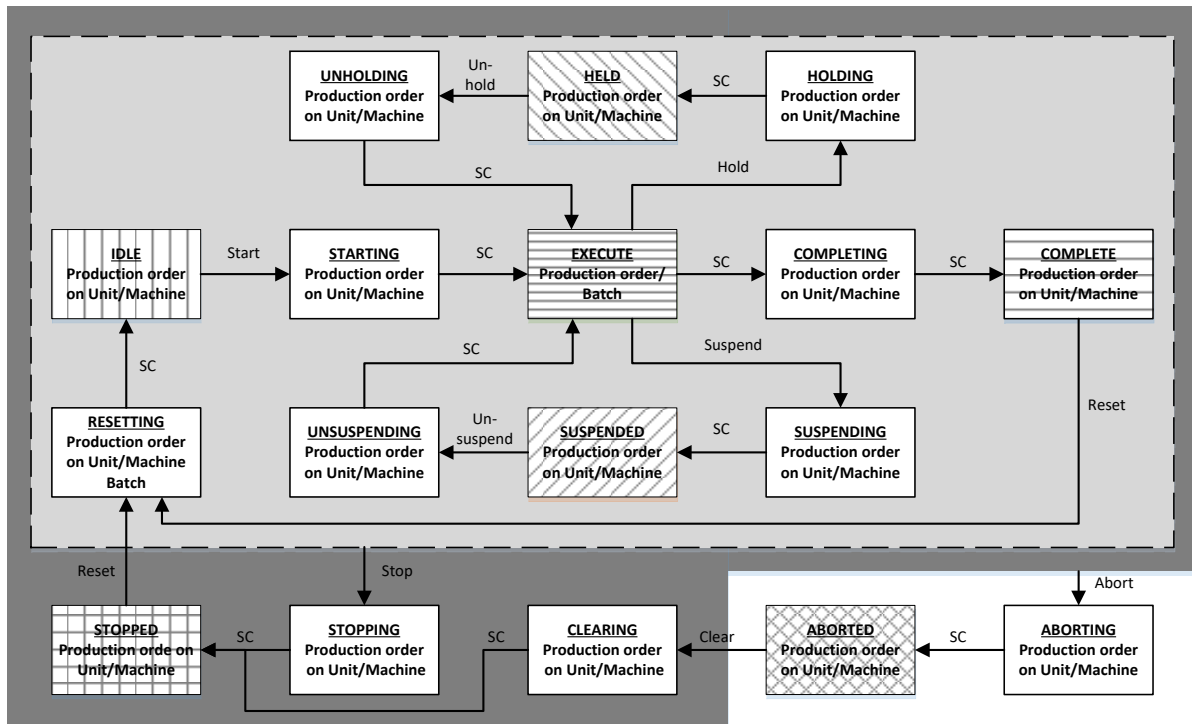 UNHOLDING
Production order
on Unit/Machine
Un-
hold
HELD
Production order
on Unit/Machine
SC
HOLDING
Production order
on Unit/Machine
SC
Hold
IDLE
Production order
on Unit/Machine
Start
STARTING
Production order
on Unit/Machine
SC
EXECUTE
Production order/
Batch
SC
COMPLETING
Production order
on Unit/Machine
SC
COMPLETE
Production order
on Unit/Machine
SC
SC
Suspend
Reset
RESETTING
Production order
on Unit/Machine
Batch
UNSUSPENDING
Production order
on Unit/Machine
Un-
suspend
SUSPENDED
Production order
on Unit/Machine
SC
SUSPENDING
Production order
on Unit/Machine
Reset
Stop
Abort
STOPPED
Production orde on
Unit/Machine
SC
STOPPING
Production order
on Unit/Machine
SC
CLEARING
Production order
on Unit/Machine
Clear
ABORTED
Production order
on Unit/Machine
SC
ABORTING
Production order
on Unit/Machine